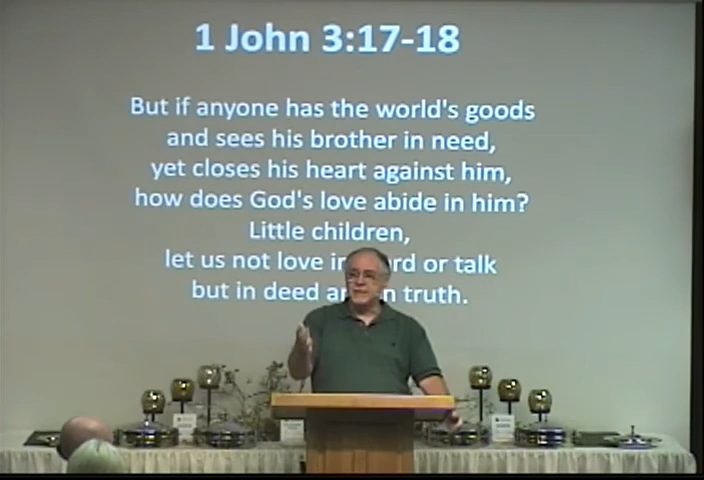 1 John 3:17-18
But if anyone has the world's goods
and sees his brother in need,
yet closes his heart against him,
how does God's love abide in him?
Little children,
let us not love in or talk
but in deed in truth.